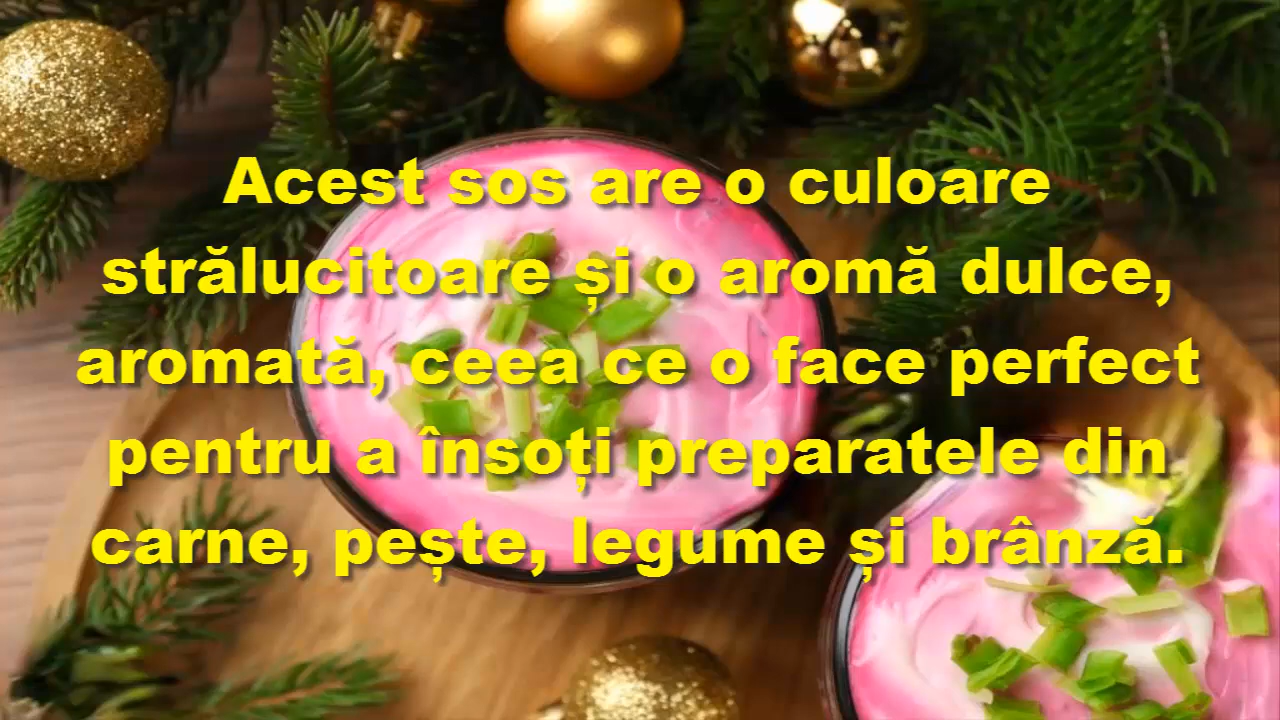 Acest sos are o culoare
strălucitoare și o aromă dulce,
aromată, ceea ce o face perfect
pentru a însoți preparatele din
carne, pește, legume și brânză.